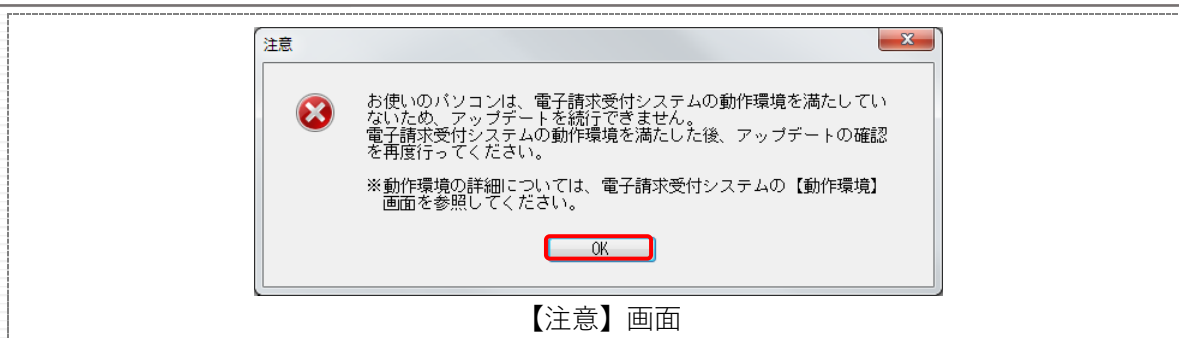 注意
お使いのパソコンは、電子請求受付システムの動作環境を満たしてい
ないため、アップデートを続行できません。
電子請求受付システムの動作環境を満たした後、アップデートの確認
を再度行ってください。
※動作環境の詳細については、電子請求受付システムの【動作環境】
画面を参照してください。
OK
【注意】画面